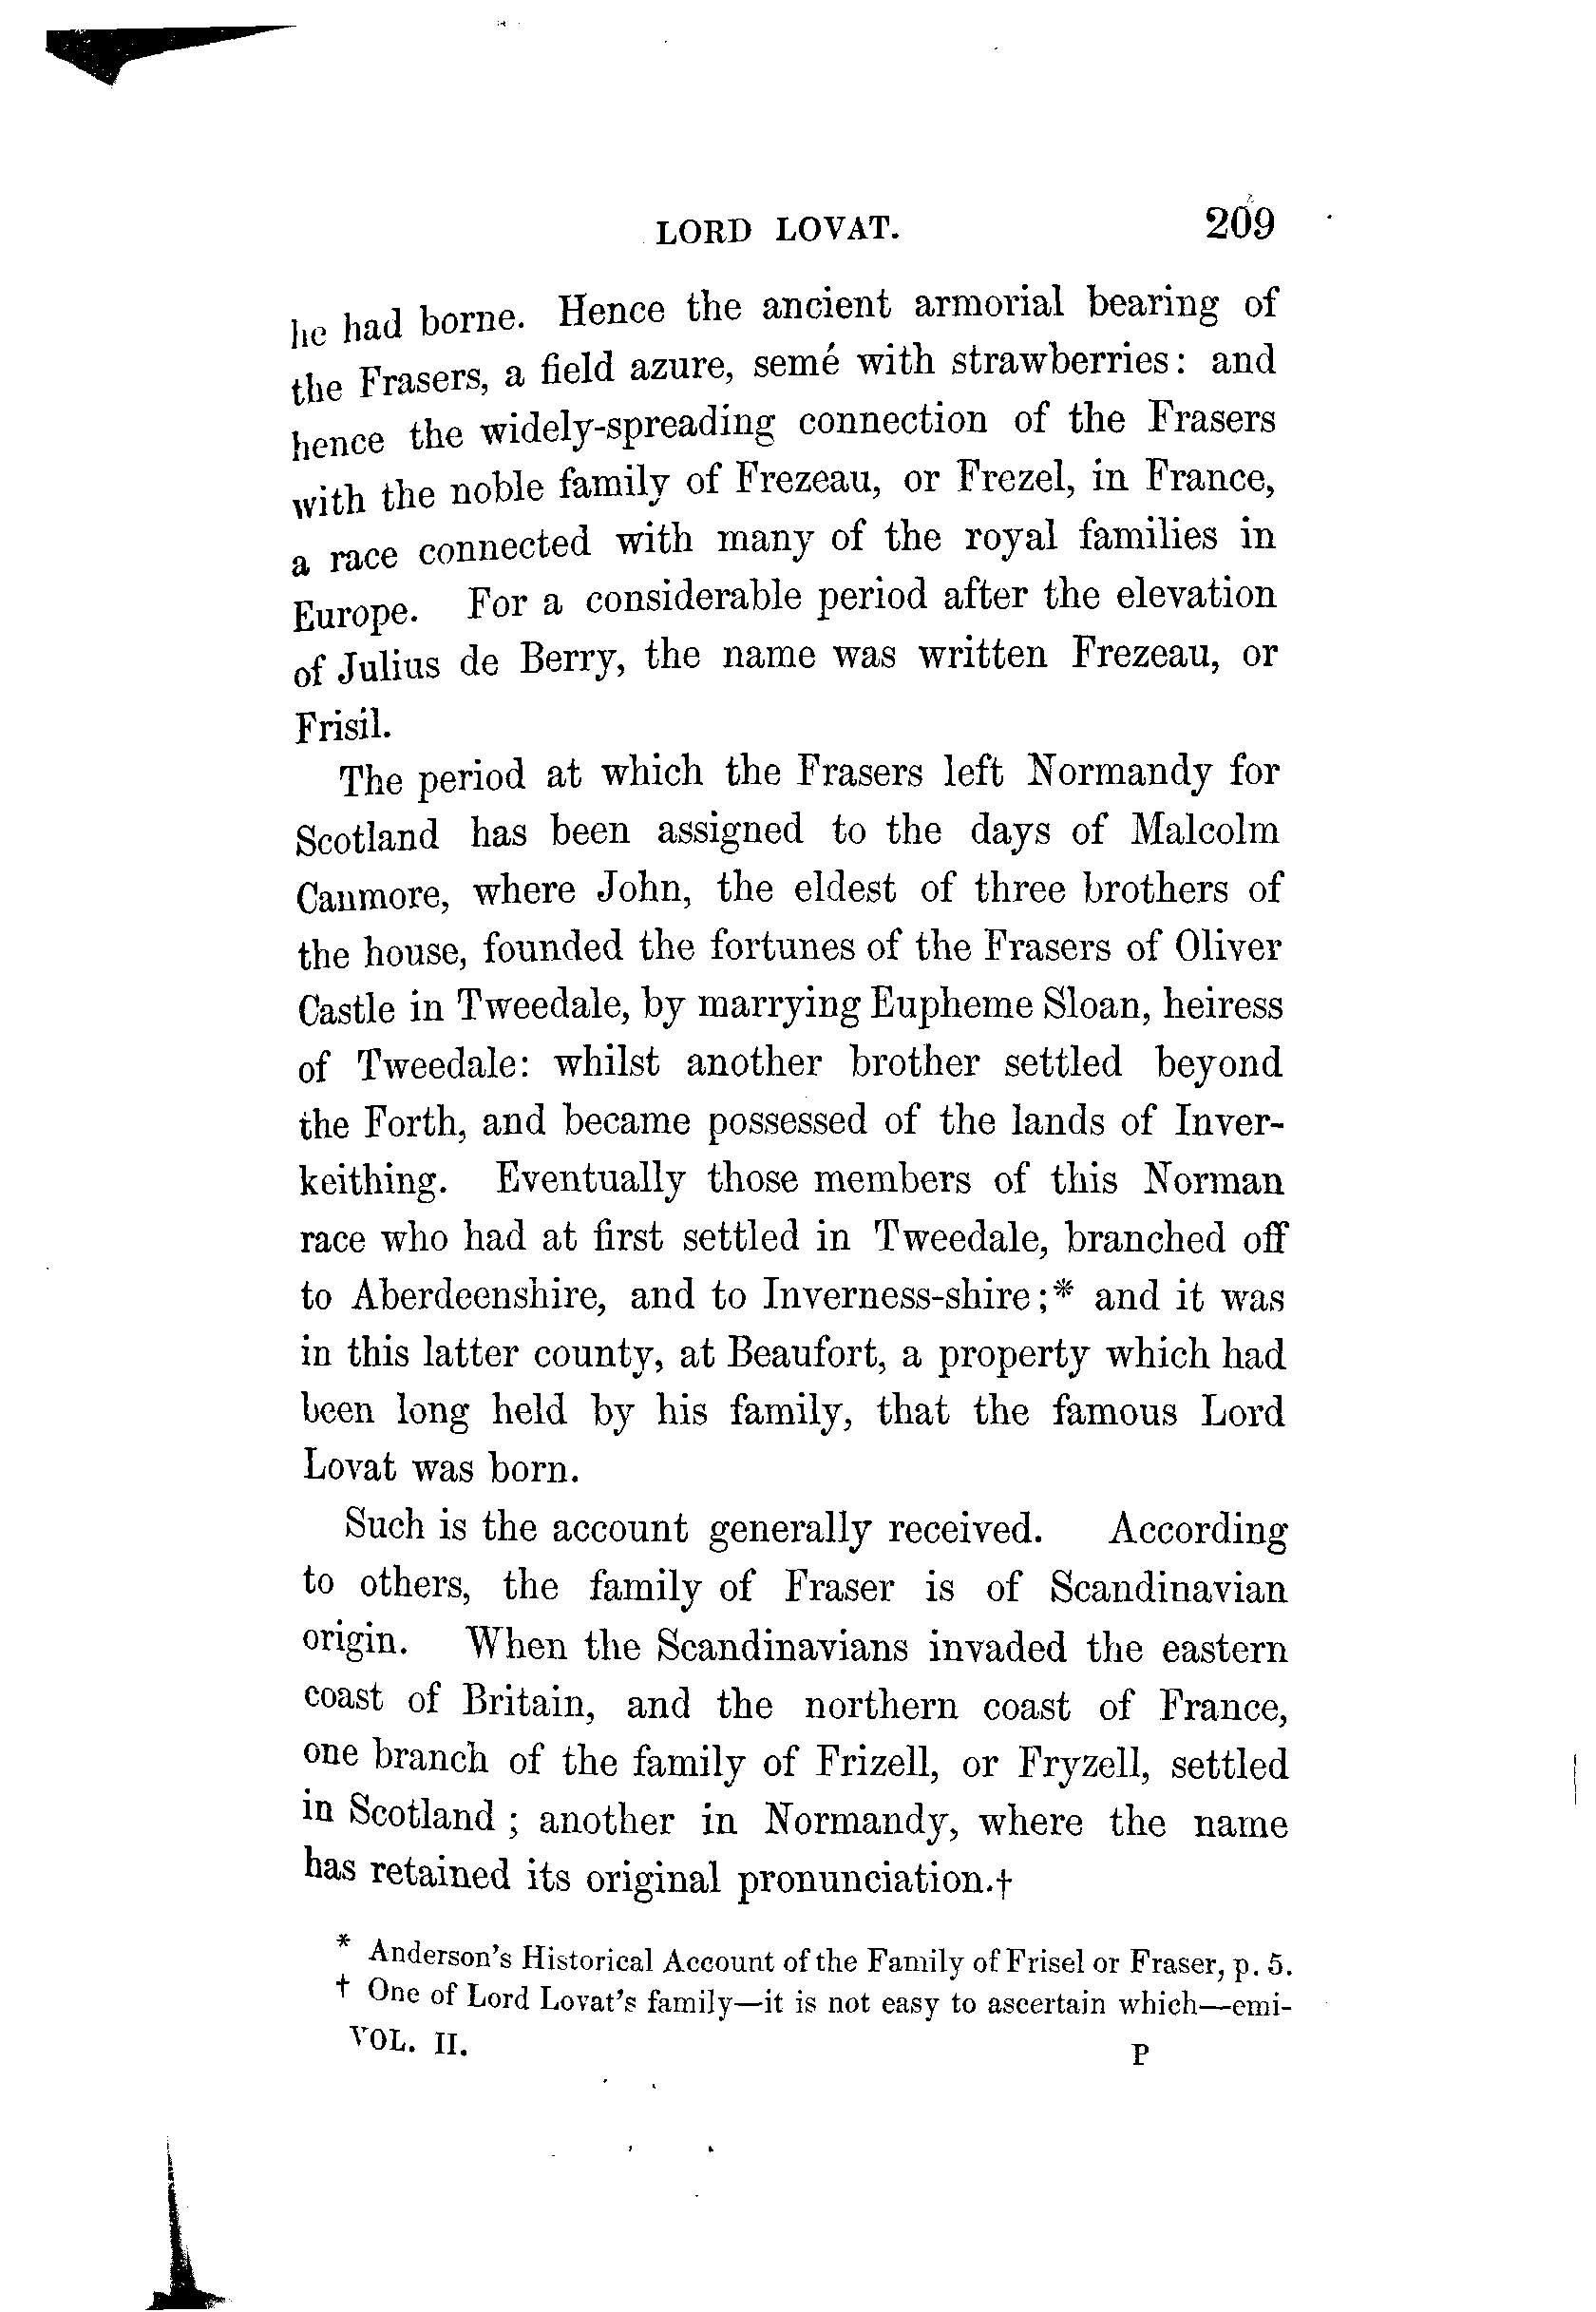 LORD LOVAT. 209
he had borne. Hence the ancient armorial bearing of
the Frasers, a field azure, semé with strawberries: and
hence the widely-spreading connection of the Frasers
with the noble family of Frezeau, or Frezel, in France,
a race connected with many of the royal families in
Europe. For a considerable period after the elevation
of Julius de Berry, the name was written Frezeau, or
Frisil.
The period at which the Frasers left Normandy for
Scotland has been assigned to the days of Malcolm
Canmore, where John, the eldest of three brothers of
the house, founded the fortunes of the Frasers of Oliver
Castle in Tweedale, by marrying Eupheme Sloan, heiress
of Tweedale: whilst another brother settled beyond
the Forth, and became possessed of the lands of Inver-
keithing. Eventually those members of this Norman
race who had at first settled in Tweedale, branched off
to Aberdeenshire, and to Inverness-shire;* and it was
in this latter county, at Beaufort, a property which had
been long held by his family, that the famous Lord
Lovat was born.
Such is the account generally received. According
to others, the family of Fraser is of Scandinavian
origin. When the Scandinavians invaded the eastern
coast of Britain, and the northern coast of France,
one branch of the family of Frizell, or Fryzell, settled
in Scotland; another in Normandy, where the name
has retained its original pronunciation.†
* Anderson's Historical Account of the Family of Frisel or Fraser, p. 5.
† One of Lord Lovat's family—it is not easy to ascertain which—emi-
VOL. II. P